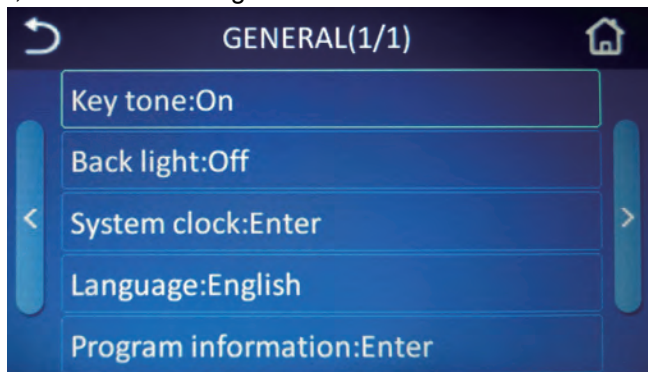 GENERAL(1/1)
Key tone:On
Back light:Off
<
System clock:Enter
>
Language:English
Program information:Enter